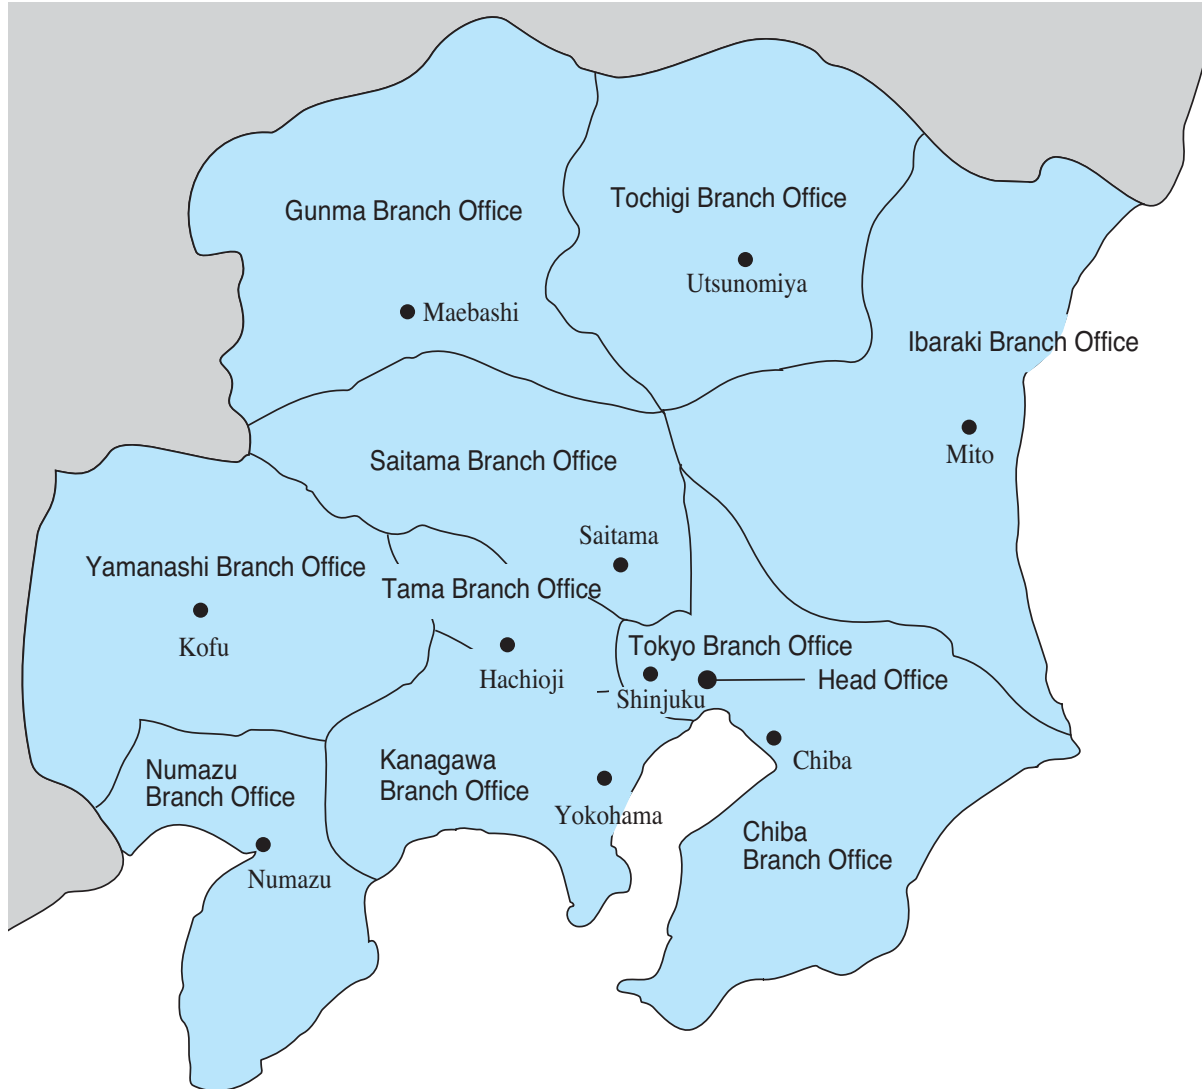 Tochigi Branch Office
Gunma Branch Office
Utsunomiya
Maebashi
Ibaraki Branch Office
Saitama Branch Office
Mito
Saitama
Yamanashi Branch Office
Tama Branch Office
Kofu
Tokyo Branch Office
Hachioji
Head Office
Shinjuku
Numazu
Branch Office
Kanagawa
Branch Office
Chiba
Yokohama
Chiba
Branch Office
Numazu